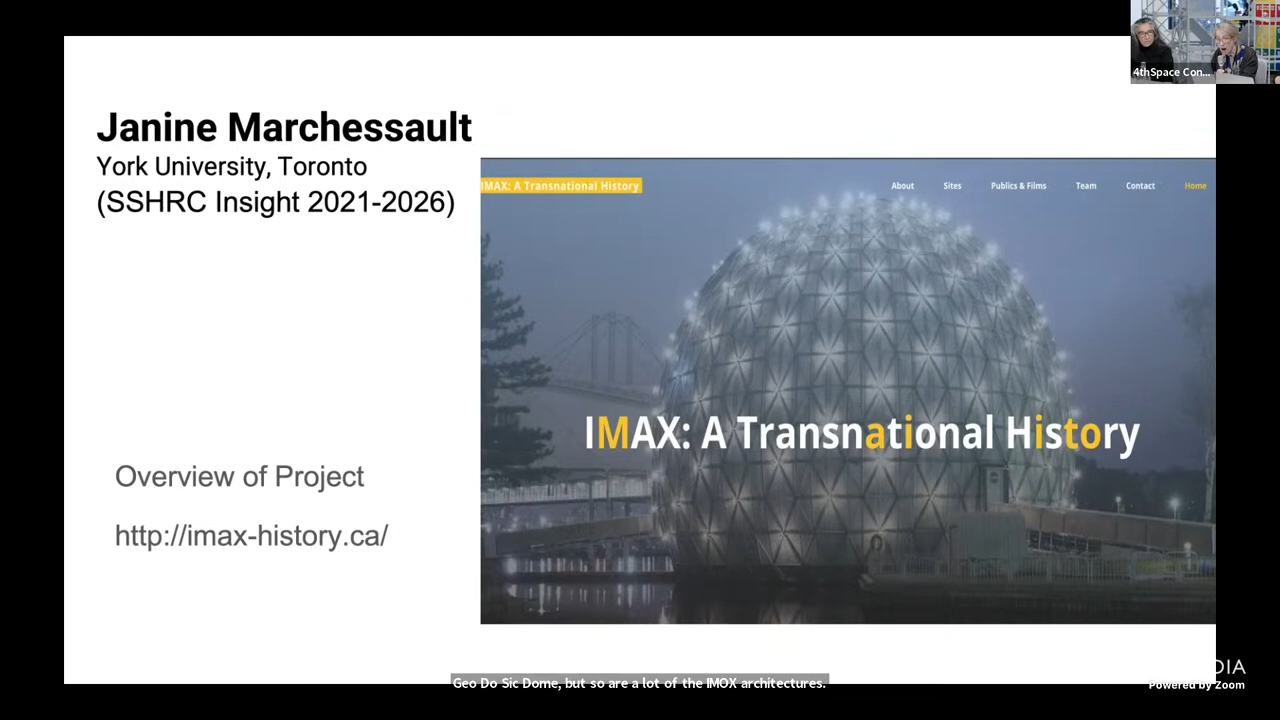 4thSpace Con...
Janine Marchessault
York University, Toronto
(SSHRC Insight 2021-2026)
IMAX: A Transnational History
About Sites Publics & Films Team Contact Home
IMAX: A Transnational History
Overview of Project
http://imax-history.ca/
DIA
Geo Do Sic Dome, but so are a lot of the IMOX architectures.
Powered by Zoom